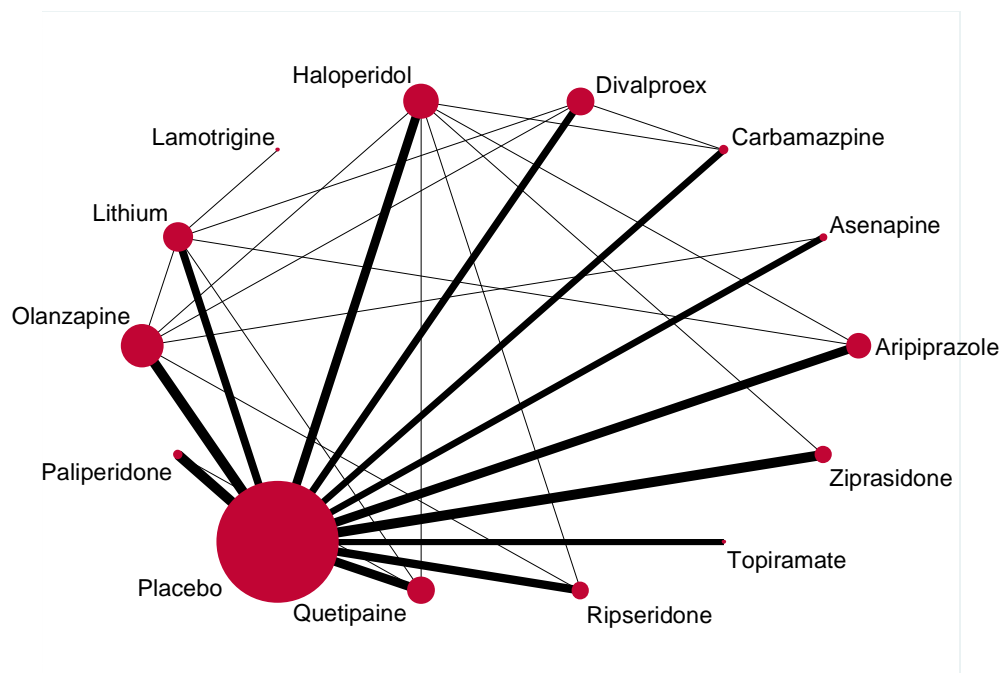 Haloperidol
Divalproex
Lamotrigine
Carbamazpine
Lithium
Asenapine
Olanzapine
Aripiprazole
Paliperidone
Ziprasidone
Topiramate
Placebo
Quetipaine
Ripseridone